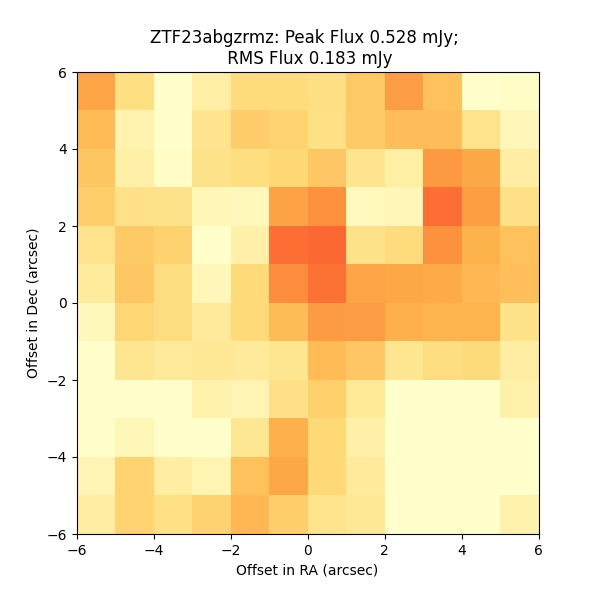 ZTF23abgzrmz: Peak Flux 0.528 mJy;
RMS Flux 0.183 mJy
6
4
2
0
−2
−4
−6
Offset in Dec (arcsec)
−6 −4 −2 0 2 4 6
Offset in RA (arcsec)